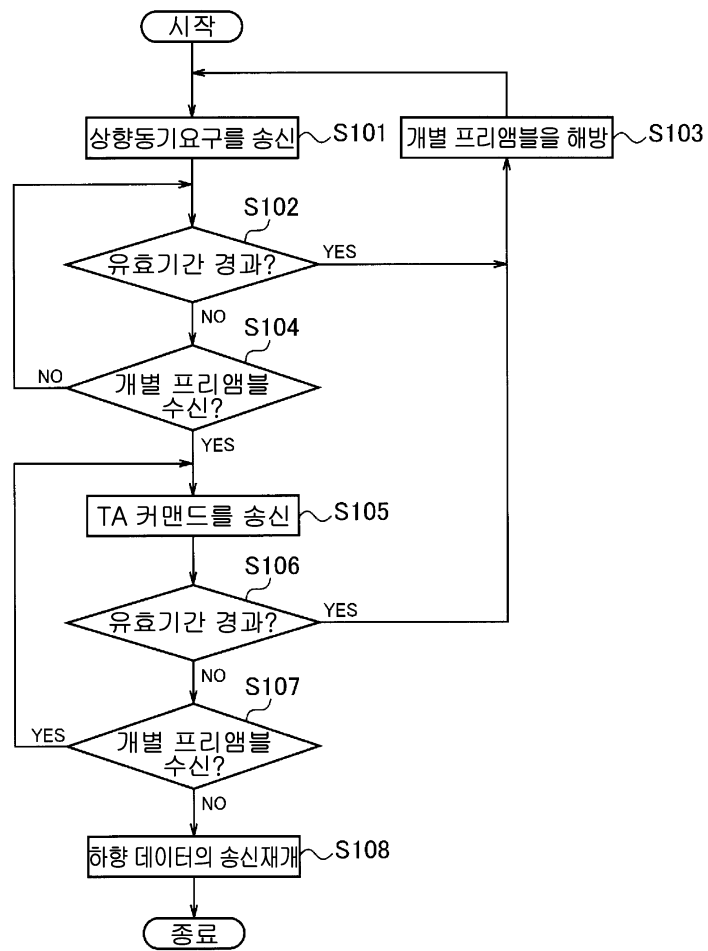 시작
상향동기요구를 송신
S101
개별 프리앰블을 해방
S103
S102
유효기간 경과?
YES
NO
S104
NO
개별 프리앰블
수신?
YES
TA 커맨드를 송신
S105
S106
유효기간 경과?
YES
NO
S107
YES
개별 프리앰블
수신?
NO
하향 데이터의 송신재개
S108
종료